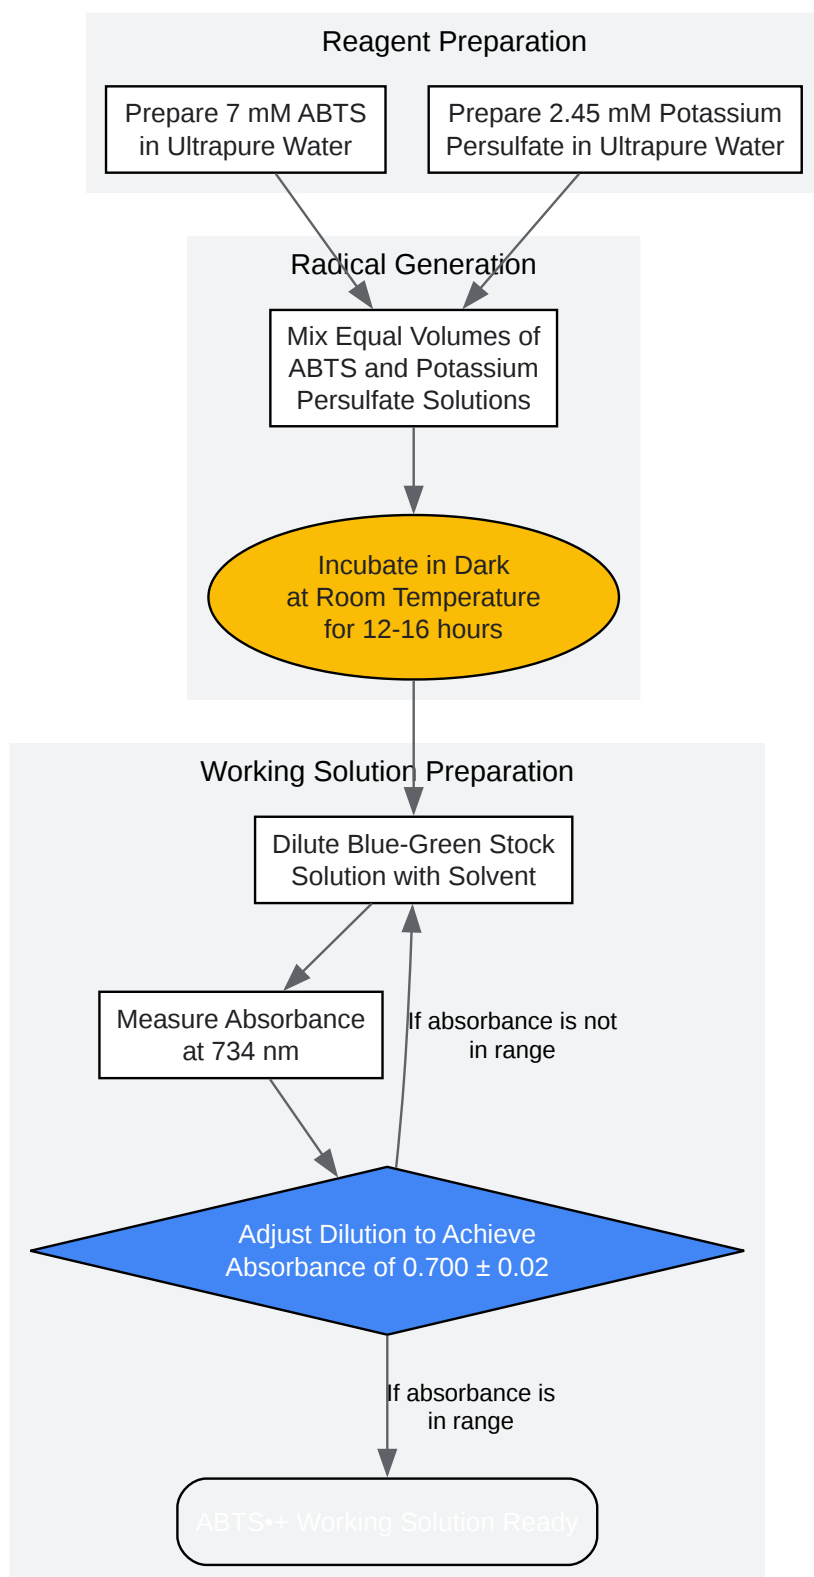 Reagent Preparation
Prepare 7 mM ABTS
in Ultrapure Water
Prepare 2.45 mM Potassium
Persulfate in Ultrapure Water
Radical Generation
Mix Equal Volumes of
ABTS and Potassium
Persulfate Solutions
Incubate in Dark
at Room Temperature
for 12-16 hours
Working Solution Preparation
Dilute Blue-Green Stock
Solution with Solvent
Measure Absorbance
at 734 nm
If absorbance is not
in range
Adjust Dilution to Achieve
Absorbance of 0.700 ± 0.02
If absorbance is
in range
ABTS•+ Working Solution Ready